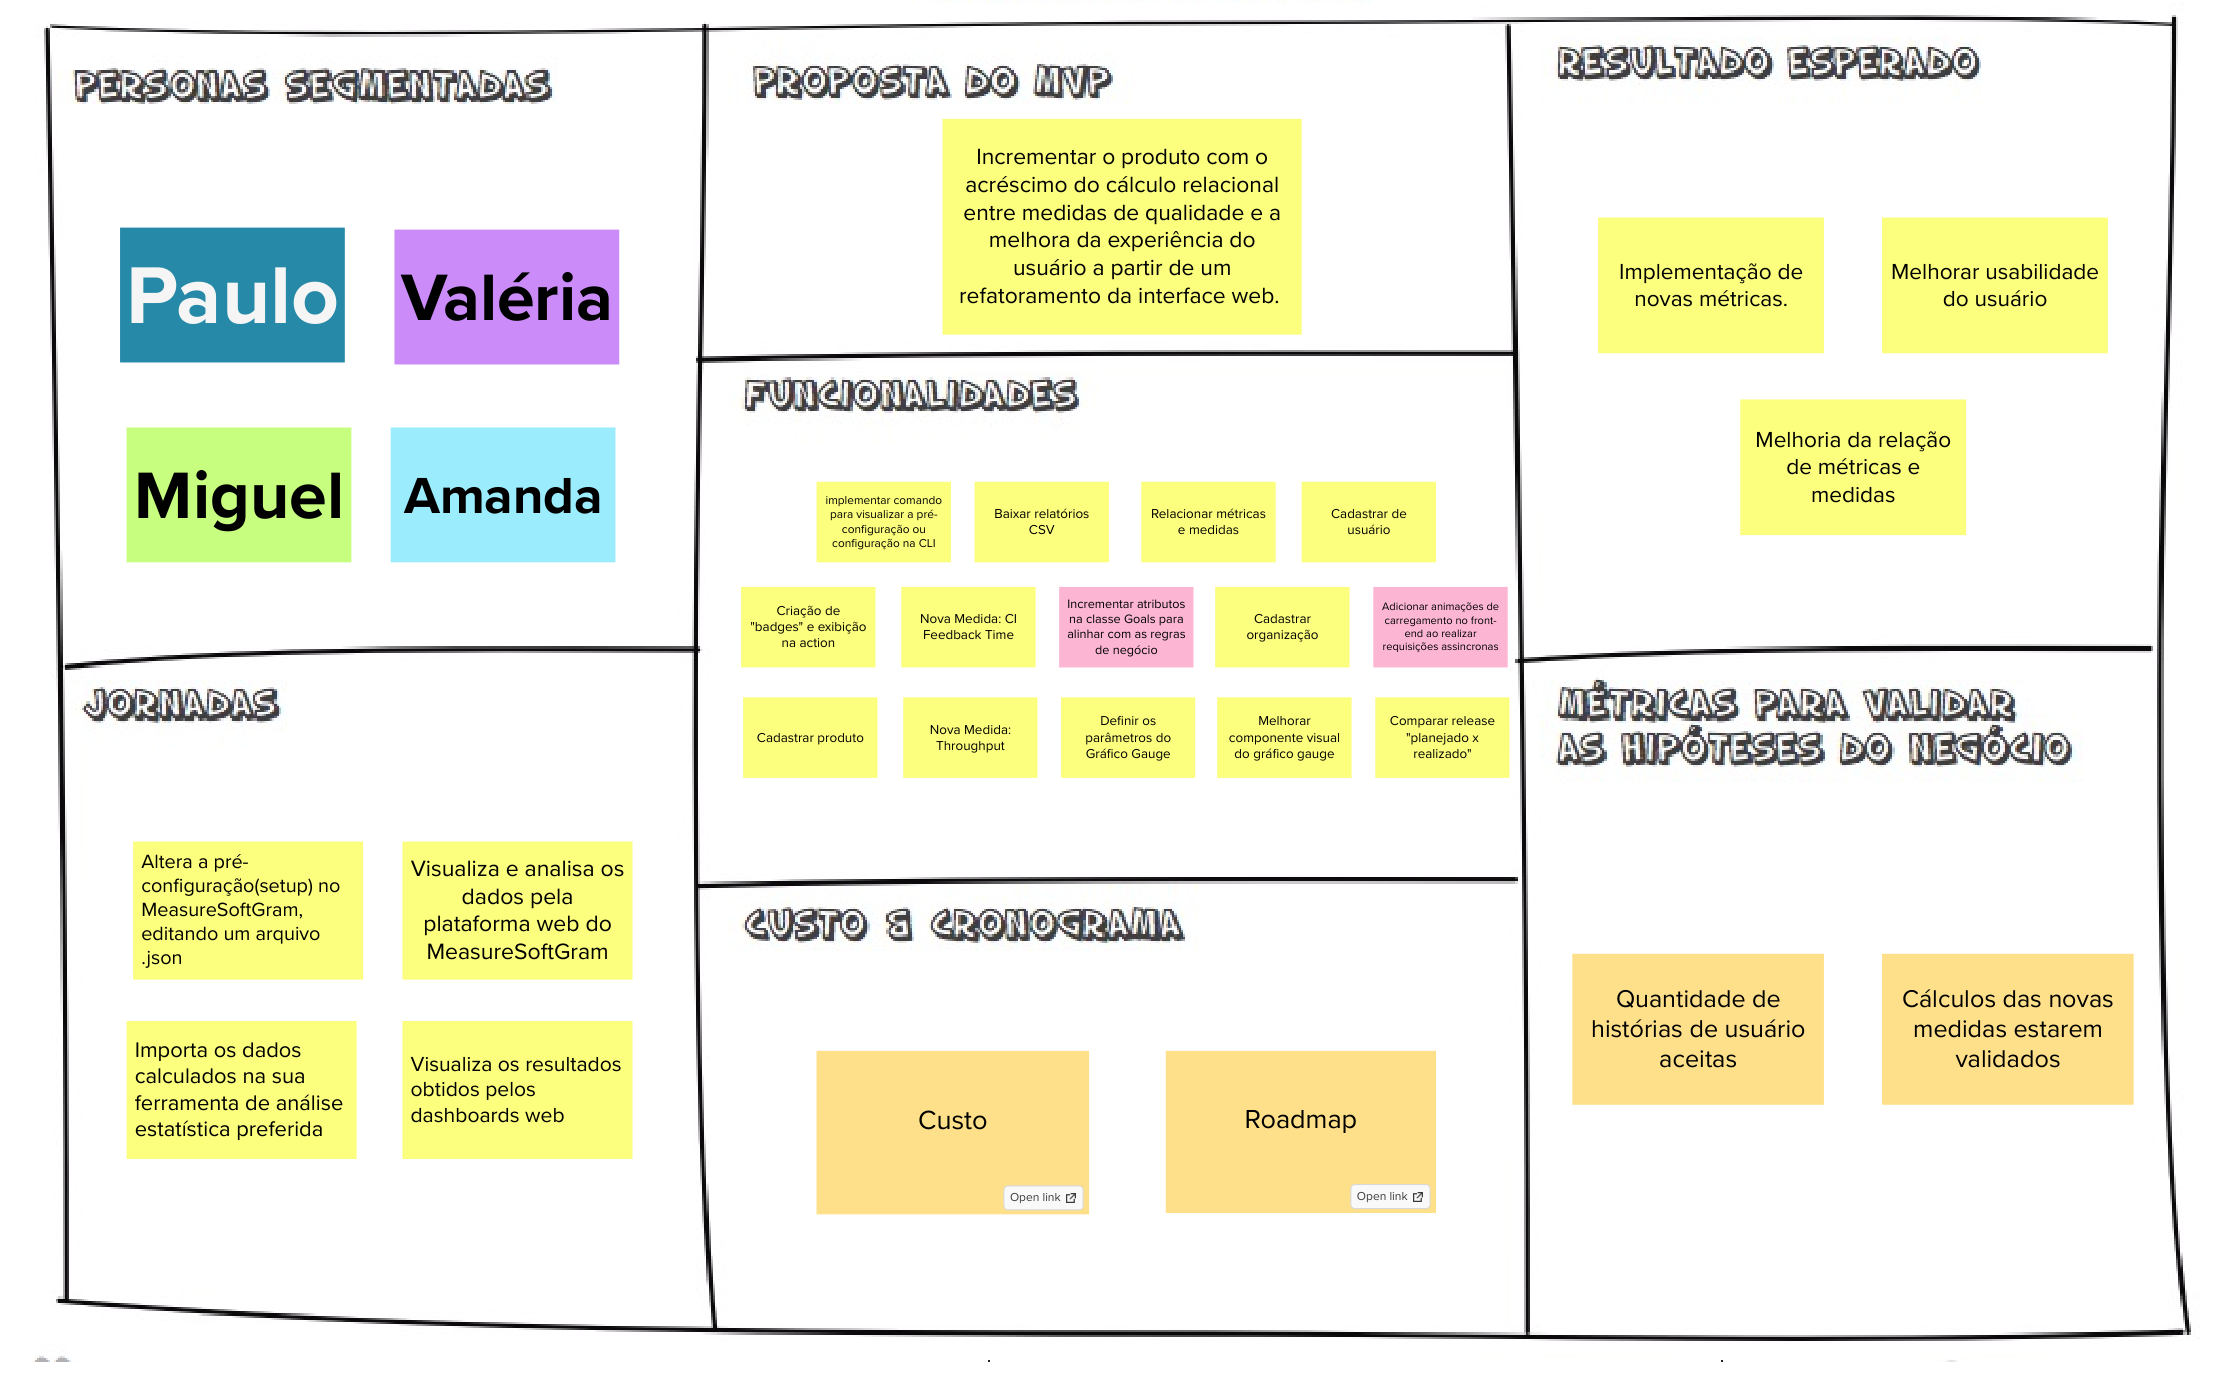 PERSONAS SEGMENTADAS
Paulo
Valéria
Miguel
Amanda
JORNADAS
Altera a pré-
configuração(setup) no
MeasureSoftGram,
editando um arquivo
.json
Visualiza e analisa os
dados pela
plataforma web do
MeasureSoftGram
Importa os dados
calculados na sua
ferramenta de análise
estatística preferida
Visualiza os resultados
obtidos pelos
dashboards web
PROPOSTA DO MVP
Incrementar o produto com o
acréscimo do cálculo relacional
entre medidas de qualidade e a
melhora da experiência do
usuário a partir de um
refatoramento da interface web.
FUNCIONALIDADES
implementar comando
para visualizar a pré-
configuração ou
configuração na CLI
Baixar relatórios
CSV
Relacionar métricas
e medidas
Cadastrar de
usuário
Criação de
"badges" e exibição
na action
Nova Medida: CI
Feedback Time
Incrementar atributos
na classe Goals para
alinhar com as regras
de negócio
Cadastrar
organização
Adicionar animações de
carregamento no front-
end ao realizar
requisições assincronas
Cadastrar produto
Nova Medida:
Throughput
Definir os
parâmetros do
Gráfico Gauge
Melhorar
componente visual
do gráfico gauge
Comparar release
"planejado x
realizado"
CUSTO & CRONOGRAMA
Custo
Open link
Roadmap
Open link
RESULTADO ESPERADO
Implementação de
novas métricas.
Melhorar usabilidade
do usuário
Melhoria da relação
de métricas e
medidas
MÉTRICAS PARA VALIDAR
AS HIPÓTESES DO NEGÓCIO
Quantidade de
histórias de usuário
aceitas
Cálculos das novas
medidas estarem
validados